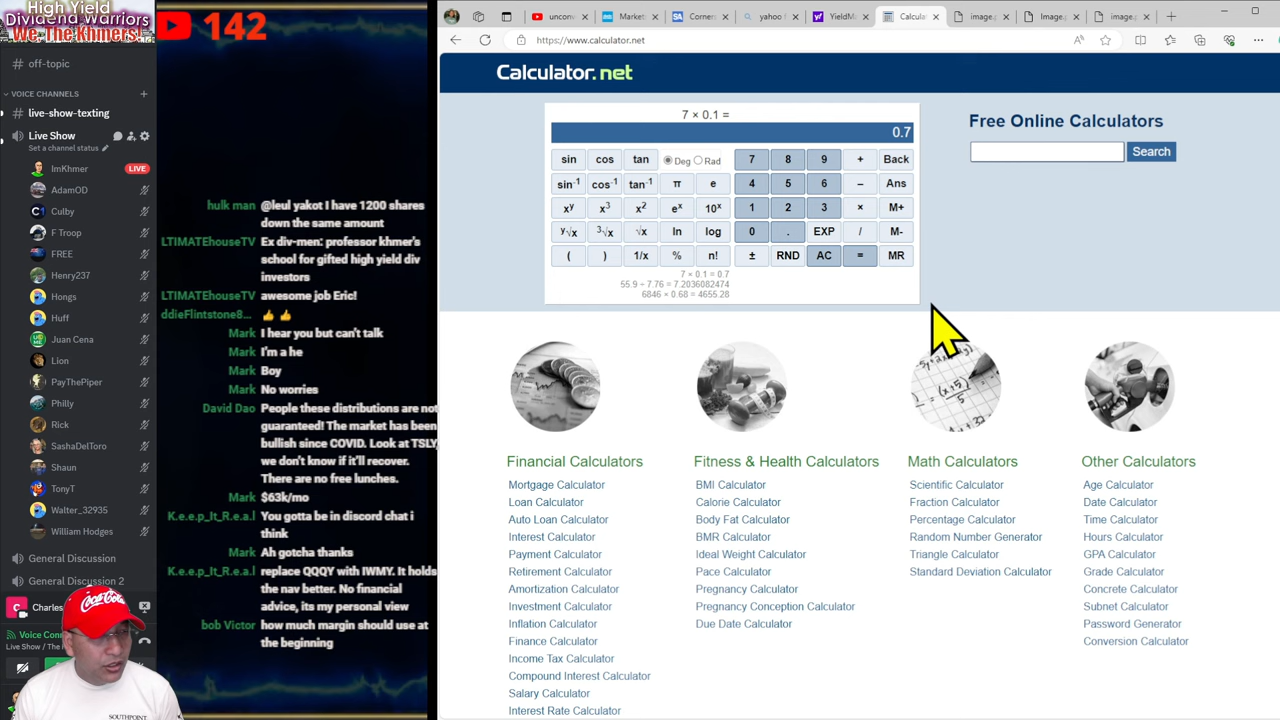 High Yield
Dividend Warriors
We, The Khmers!
off-topic
VOICE CHANNELS
live-show-texting
Live Show
Set a channel status
ImKhmer
LIVE
AdamOD
Culby
F Troop
FREE
Henry237
Hongs
Huff
Juan Cena
Lion
PayThePiper
Philly
Rick
SashaDelToro
Shaun
TonyT
Walter_32935
William Hodges
General Discussion
General Discussion 2
Charles
Voice Conn
Live Show / The
SOUTHPOINT
142
hulk man @leul yakot I have 1200 shares
down the same amount
LTIMATEhouseTV Ex div-men: professor khmer's
school for gifted high yield div
investors
LTIMATEhouseTV awesome job Eric!
ddieFlintstone8... 👍 👍
Mark I hear you but can't talk
Mark I'm a he
Mark Boy
Mark No worries
David Dao People these distributions are not
guaranteed! The market has been
bullish since COVID. Look at TSLY,
we don't know if it'll recover.
There are no free lunches.
Mark $63k/mo
K.e.e.p_It_R.e.a.l You gotta be in discord chat i
think
Mark Ah gotcha thanks
K.e.e.p_It_R.e.a.l replace QQQY with IWMY. It holds
the nav better. No financial
advice, its my personal view
bob Victor how much margin should use at
the beginning
unconv
Market
SA Corner
yahoo f
YieldM
Calcula
image.
Image.p
image.
https://www.calculator.net
Calculator.net
7 × 0.1 =
0.7
sin cos tan Deg Rad 7 8 9 + Back
sin-1 cos-1 tan-1 π e 4 5 6 – Ans
xy x3 x2 ex 10x 1 2 3 × M+
y√x 3√x √x ln log 0 . EXP / M-
( ) 1/x % n! ± RND AC = MR
7 × 0.1 = 0.7
55.9 ÷ 7.76 = 7.2036082474
6846 × 0.68 = 4655.28
Free Online Calculators
Search
Financial Calculators
Mortgage Calculator
Loan Calculator
Auto Loan Calculator
Interest Calculator
Payment Calculator
Retirement Calculator
Amortization Calculator
Investment Calculator
Inflation Calculator
Finance Calculator
Income Tax Calculator
Compound Interest Calculator
Salary Calculator
Interest Rate Calculator
Fitness & Health Calculators
BMI Calculator
Calorie Calculator
Body Fat Calculator
BMR Calculator
Ideal Weight Calculator
Pace Calculator
Pregnancy Calculator
Pregnancy Conception Calculator
Due Date Calculator
Math Calculators
Scientific Calculator
Fraction Calculator
Percentage Calculator
Random Number Generator
Triangle Calculator
Standard Deviation Calculator
Other Calculators
Age Calculator
Date Calculator
Time Calculator
Hours Calculator
GPA Calculator
Grade Calculator
Concrete Calculator
Subnet Calculator
Password Generator
Conversion Calculator